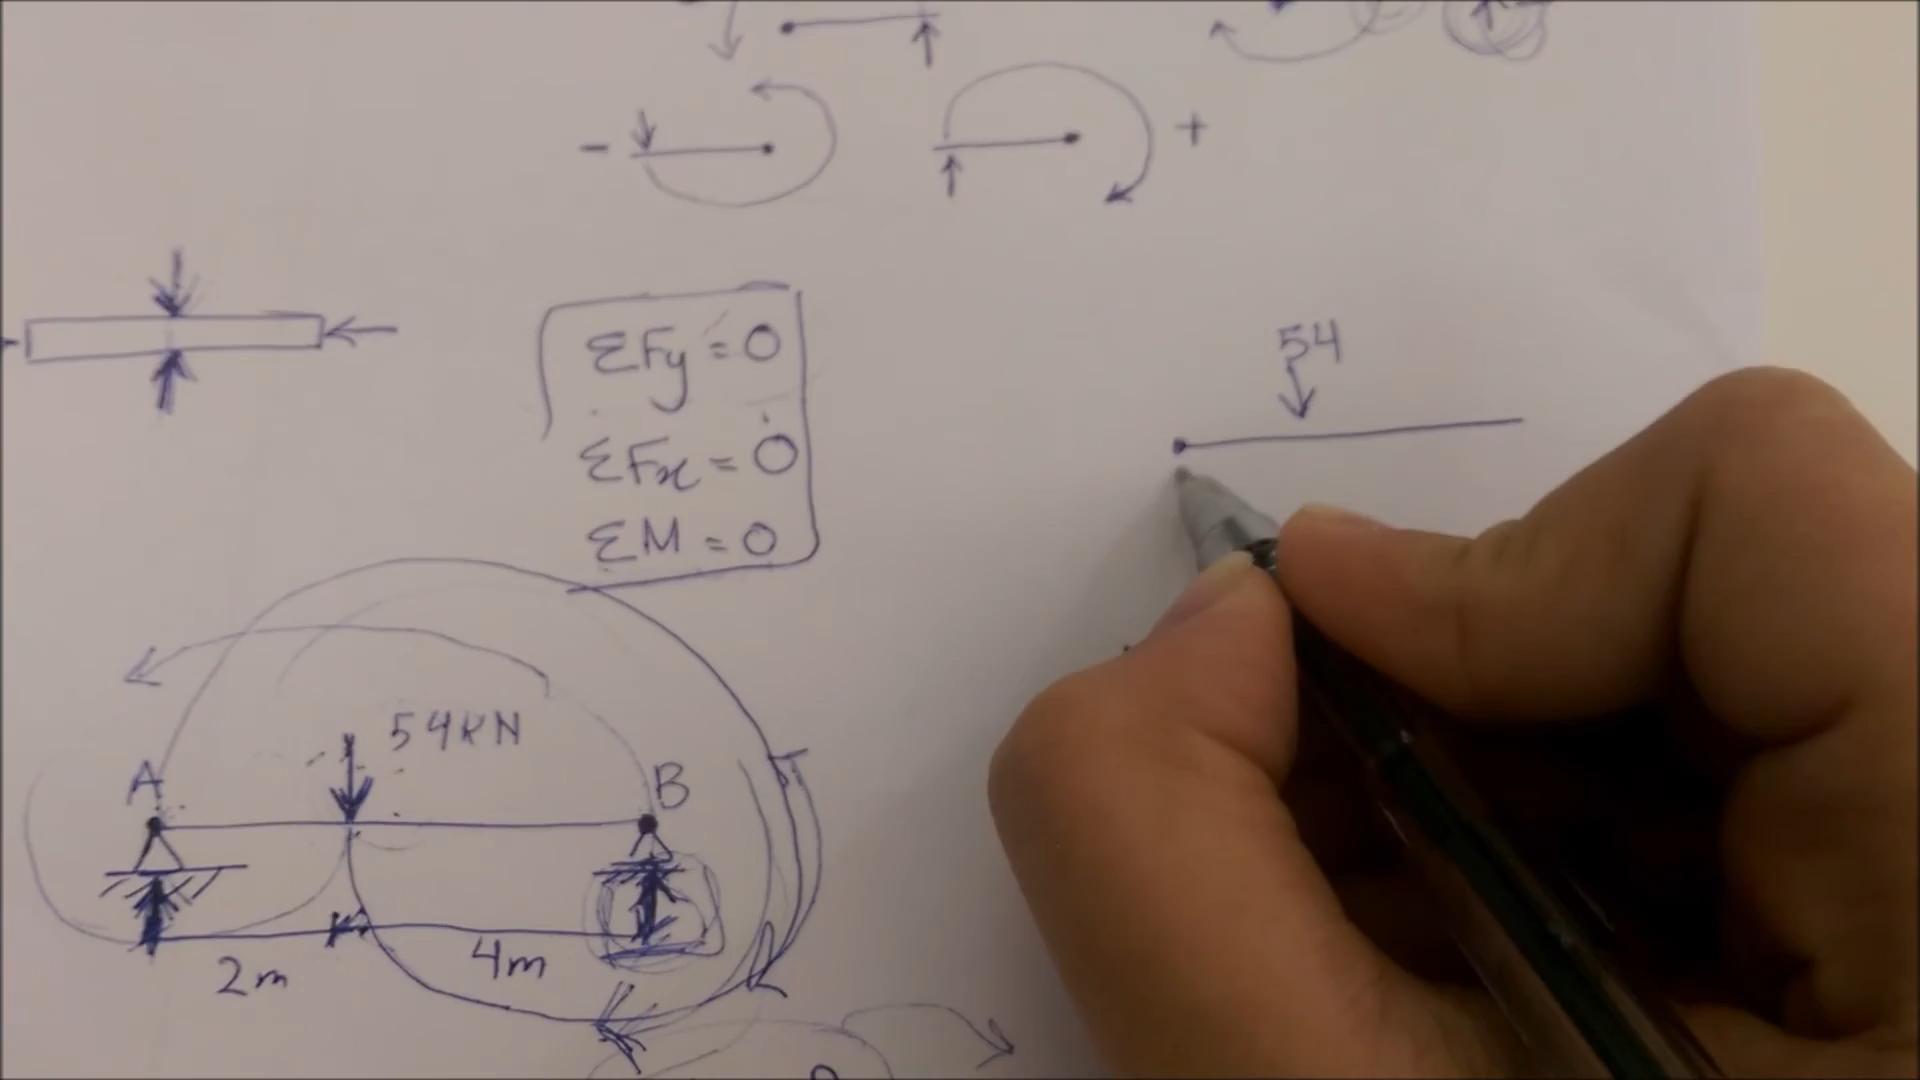 - +
ΣFy = 0
ΣFx = 0
ΣM = 0
54
54KN
A B
2m 4m